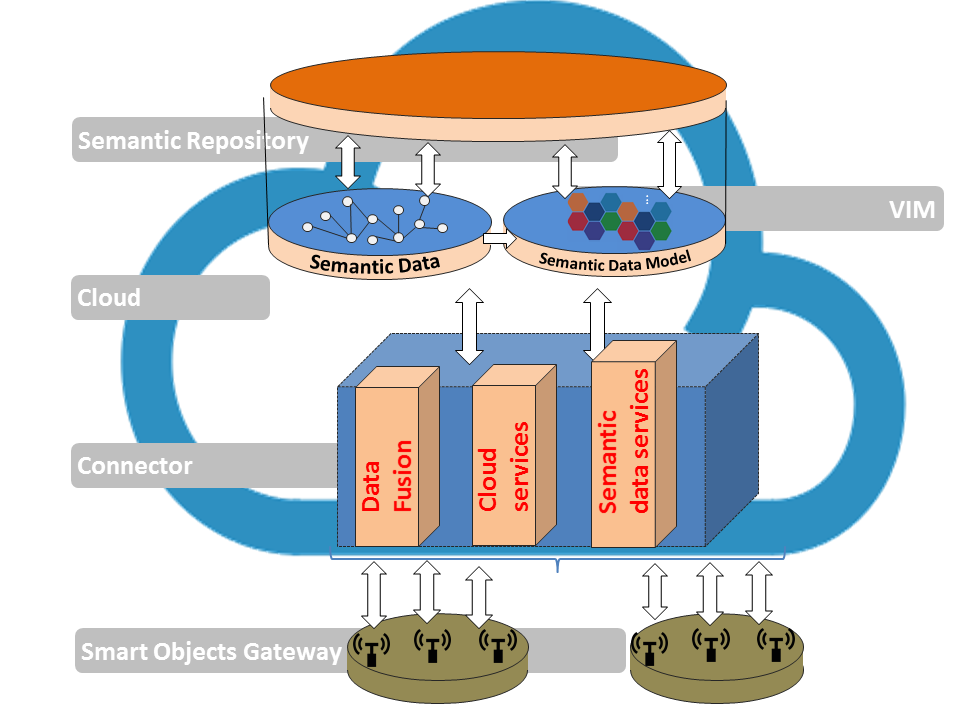 Semantic Repository
VIM
Semantic Data
Semantic Data Model
Cloud
Connector
Data
Fusion
Cloud
services
Semantic
data services
Smart Objects Gateway